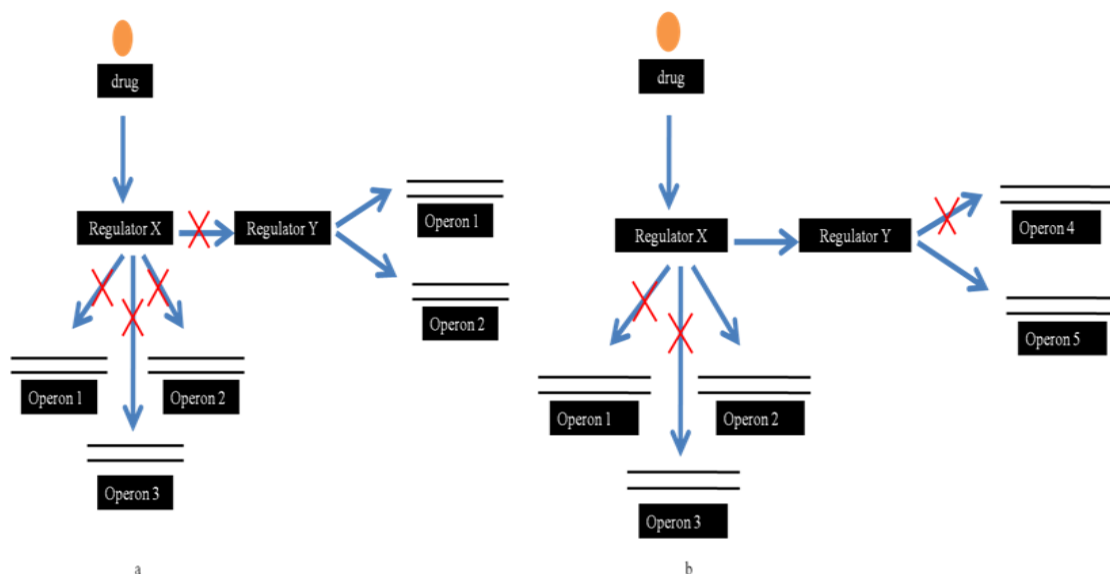 drug
Regulator X
Regulator Y
Operon 1
Operon 2
Operon 1
Operon 2
Operon 3
a
drug
Regulator X
Regulator Y
Operon 4
Operon 5
Operon 1
Operon 2
Operon 3
b